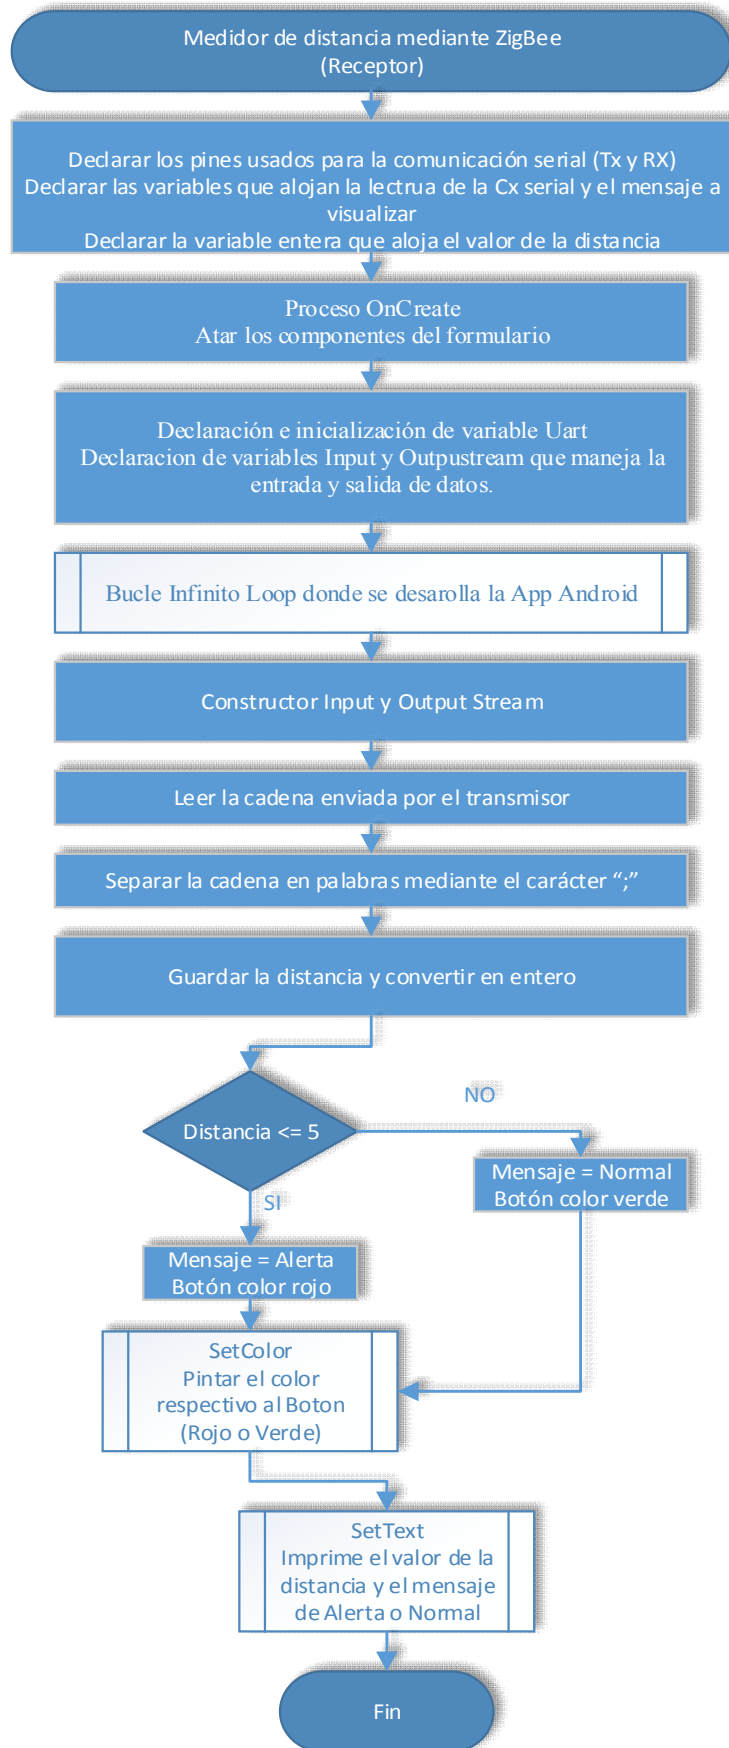 Medidor de distancia mediante ZigBee
(Receptor)
Declarar los pines usados para la comunicación serial (Tx y RX)
Declarar las variables que alojan la lectrua de la Cx serial y el mensaje a
visualizar
Declarar la variable entera que aloja el valor de la distancia
Proceso OnCreate
Atar los componentes del formulario
Declaración e inicialización de variable Uart
Declaracion de variables Input y Outpustream que maneja la
entrada y salida de datos.
Bucle Infinito Loop donde se desarolla la App Android
Constructor Input y Output Stream
Leer la cadena enviada por el transmisor
Separar la cadena en palabras mediante el carácter “;”
Guardar la distancia y convertir en entero
Distancia <= 5
NO
Mensaje = Normal
Botón color verde
SI
Mensaje = Alerta
Botón color rojo
SetColor
Pintar el color
respectivo al Boton
(Rojo o Verde)
SetText
Imprime el valor de la
distancia y el mensaje
de Alerta o Normal
Fin